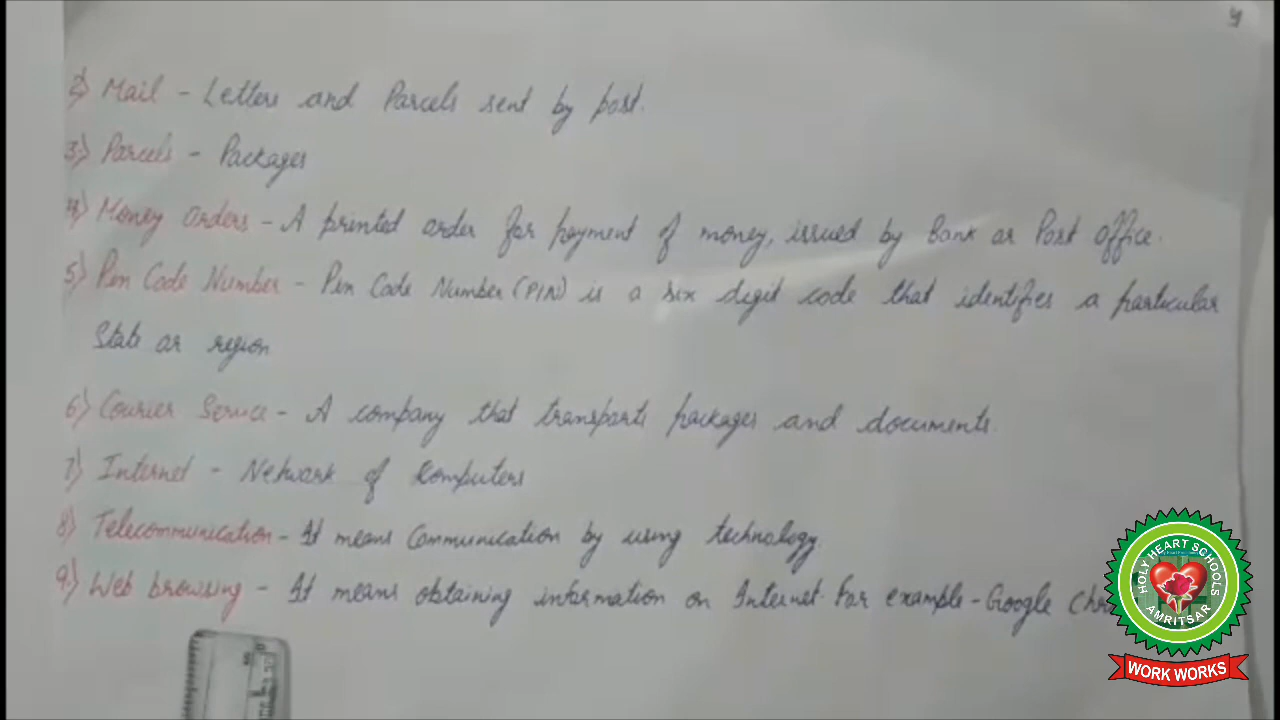 4
2) Mail - Letters and Parcels sent by post.
3) Parcels - Packages
4) Money Orders - A printed order for payment of money, issued by Bank or Post Office.
5) Pin Code Number - Pin Code Number (PIN) is a six digit code that identifies a particular
State or region
6) Courier Service - A company that transports packages and documents.
7) Internet - Network of Computers
8) Telecommunication - It means Communication by using technology.
9) Web browsing - It means obtaining information on Internet. For example - Google
HOLY HEART SCHOOLS
AMRITSAR
WORK WORKS